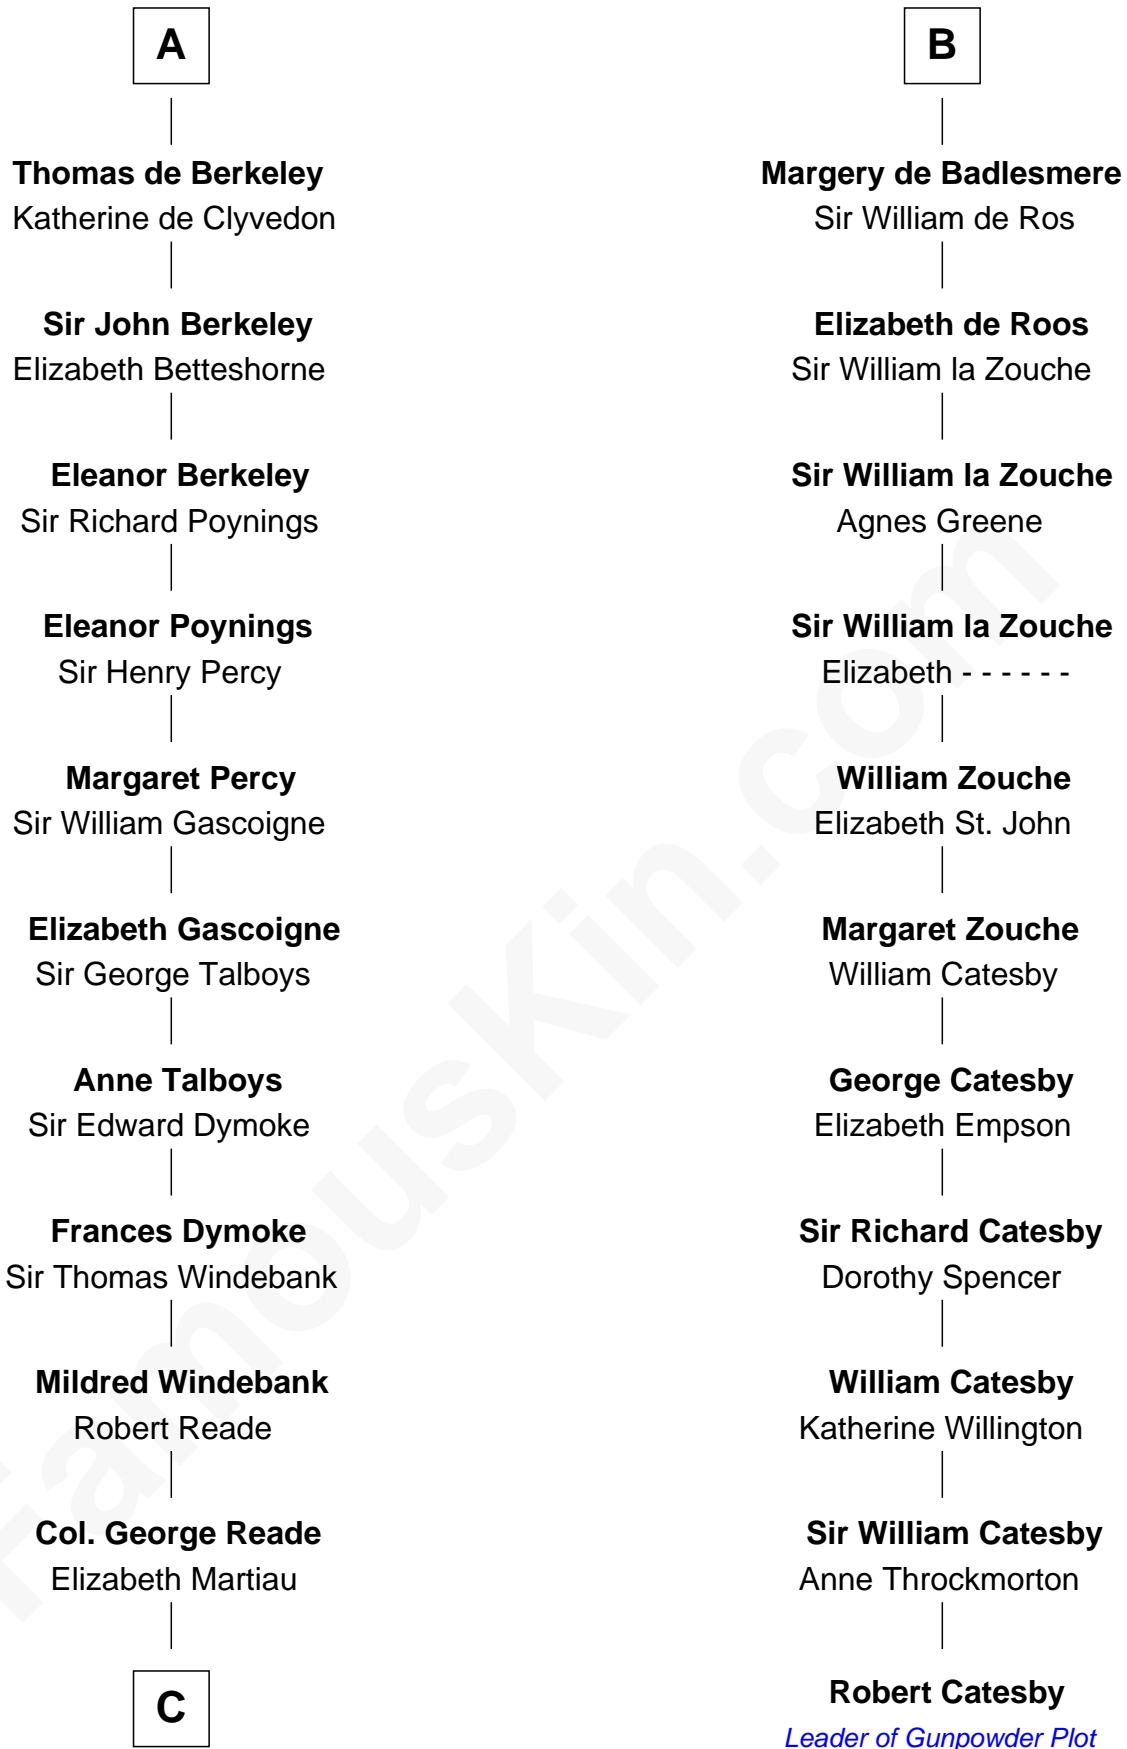 A
Thomas de Berkeley
Katherine de Clyvedon
Sir John Berkeley
Elizabeth Betteshorne
Eleanor Berkeley
Sir Richard Poynings
Eleanor Poynings
Sir Henry Percy
Margaret Percy
Sir William Gascoigne
Elizabeth Gascoigne
Sir George Talboys
Anne Talboys
Sir Edward Dymoke
Frances Dymoke
Sir Thomas Windebank
Mildred Windebank
Robert Reade
Col. George Reade
Elizabeth Martiau
C
B
Margery de Badlesmere
Sir William de Ros
Elizabeth de Roos
Sir William la Zouche
Sir William la Zouche
Agnes Greene
Sir William la Zouche
Elizabeth - - - - - -
William Zouche
Elizabeth St. John
Margaret Zouche
William Catesby
George Catesby
Elizabeth Empson
Sir Richard Catesby
Dorothy Spencer
William Catesby
Katherine Willington
Sir William Catesby
Anne Throckmorton
Robert Catesby
Leader of Gunpowder Plot
FamousKin.com